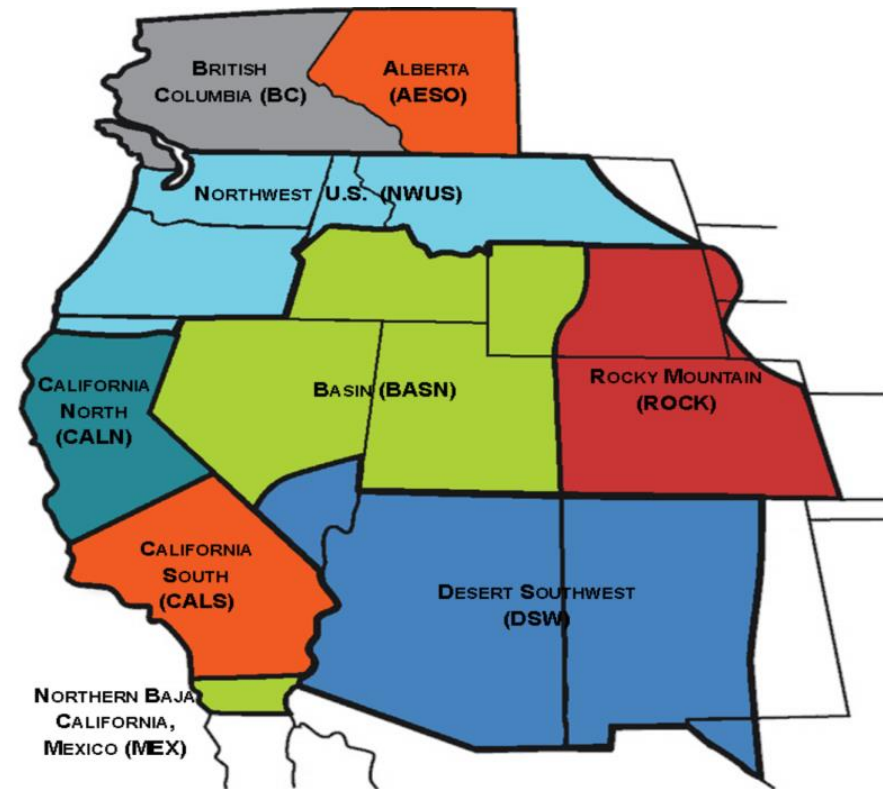 British Columbia (BC)
Alberta (AESO)
Northwest U.S. (NWUS)
California North (CALN)
Basin (BASN)
Rocky Mountain (ROCK)
California South (CALS)
Desert Southwest (DSW)
Northern Baja California, Mexico (MEX)